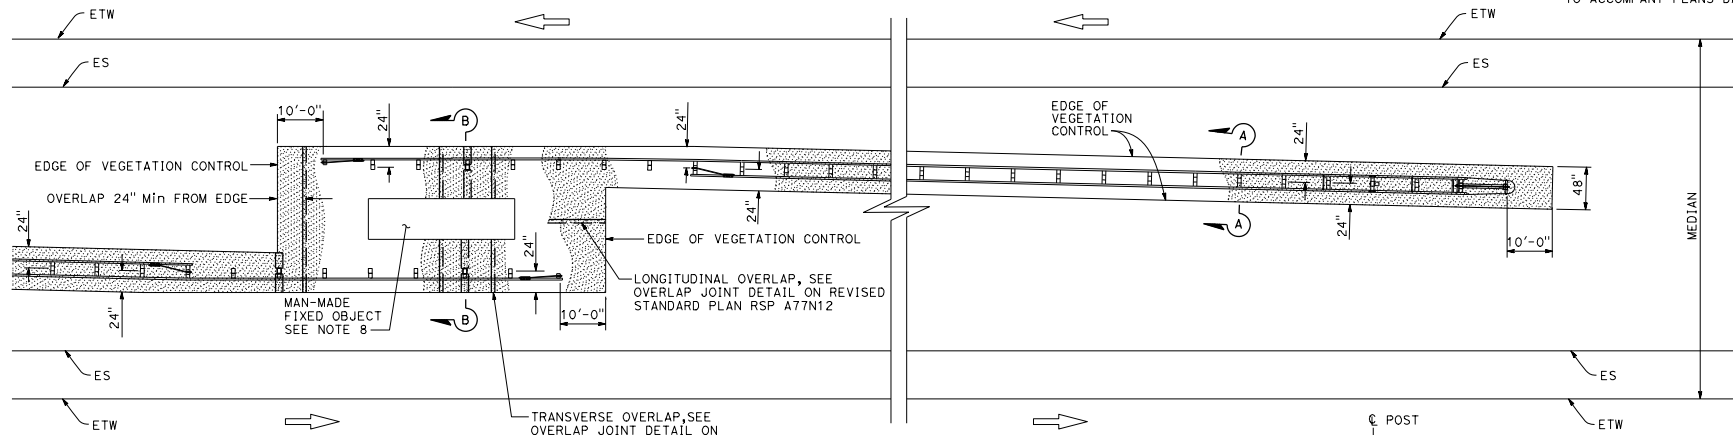 TO ACCOMPANY PLANS
ETW
ETW
ES
ES
10'-0"
24"
B
24"
EDGE OF
VEGETATION
CONTROL
A
24"
EDGE OF VEGETATION CONTROL
OVERLAP 24" Min FROM EDGE
48"
MEDIAN
24"
24"
24"
24"
EDGE OF VEGETATION CONTROL
A
10'-0"
LONGITUDINAL OVERLAP, SEE
OVERLAP JOINT DETAIL ON REVISED
STANDARD PLAN RSP A77N12
24"
MAN-MADE
FIXED OBJECT
SEE NOTE 8
B
10'-0"
ES
ES
TRANSVERSE OVERLAP,SEE
OVERLAP JOINT DETAIL ON
ETW
℄ POST
ETW